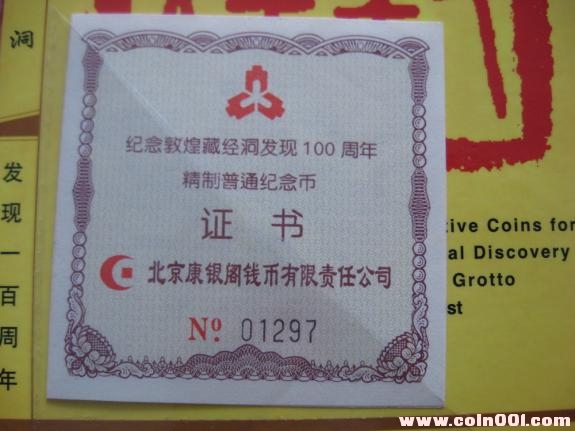 洞
发
现
一
百
周
年
纪念敦煌藏经洞发现100周年
精制普通纪念币
证书
北京康银阁钱币有限责任公司
Nº 01297
tive Coins for
al Discovery
Grotto
st
www.coin001.com